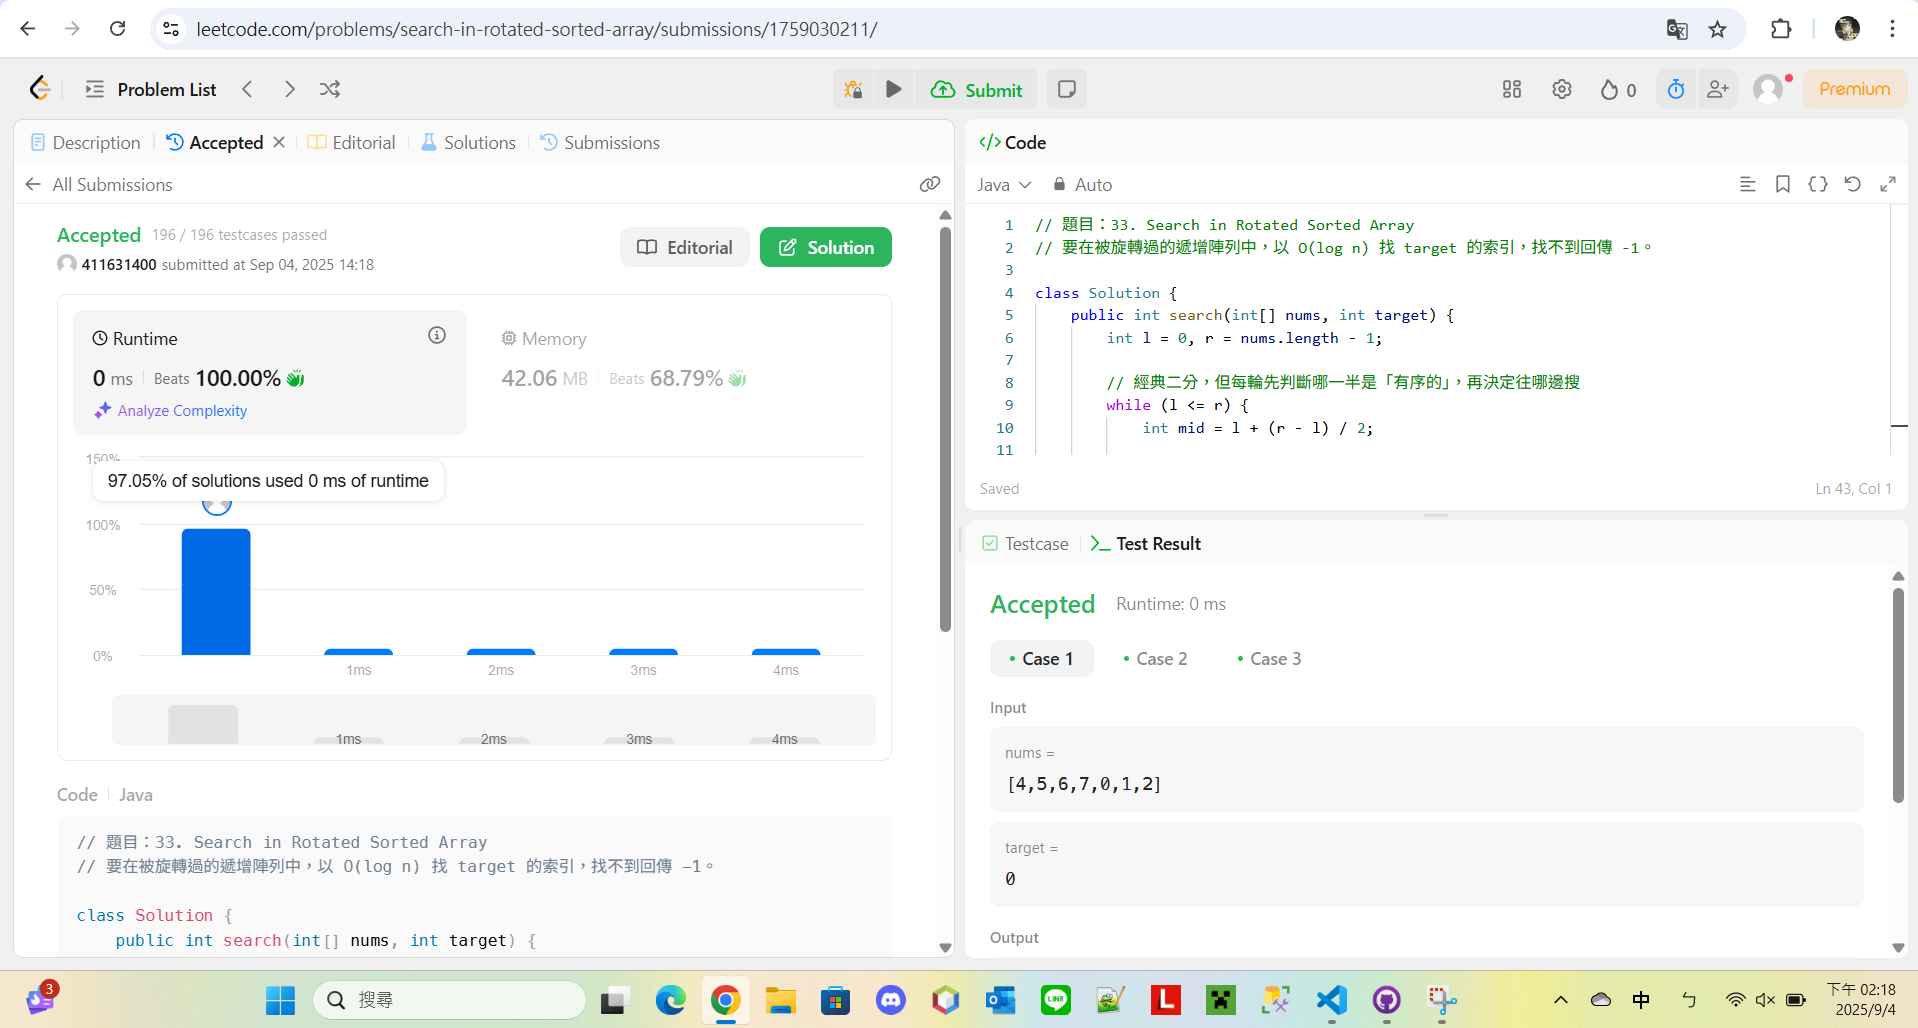 leetcode.com/problems/search-in-rotated-sorted-array/submissions/1759030211/
Problem List
Submit
0
Premium
Description
Accepted
Editorial
Solutions
Submissions
All Submissions
Accepted 196 / 196 testcases passed
411631400 submitted at Sep 04, 2025 14:18
Editorial
Solution
Runtime
0 ms Beats 100.00%
Analyze Complexity
Memory
42.06 MB Beats 68.79%
150%
97.05% of solutions used 0 ms of runtime
100%
50%
0%
1ms 2ms 3ms 4ms
1ms 2ms 3ms 4ms
Code Java
// 題目：33. Search in Rotated Sorted Array
// 要在被旋轉過的遞增陣列中，以 O(log n) 找 target 的索引，找不到回傳 -1。
class Solution {
public int search(int[] nums, int target) {
Code
Java Auto
1 // 題目：33. Search in Rotated Sorted Array
2 // 要在被旋轉過的遞增陣列中，以 O(log n) 找 target 的索引，找不到回傳 -1。
3
4 class Solution {
5 public int search(int[] nums, int target) {
6 int l = 0, r = nums.length - 1;
7
8 // 經典二分，但每輪先判斷哪一半是「有序的」，再決定往哪邊搜
9 while (l <= r) {
10 int mid = l + (r - l) / 2;
11
Saved
Ln 43, Col 1
Testcase
Test Result
Accepted Runtime: 0 ms
Case 1 Case 2 Case 3
Input
nums =
[4,5,6,7,0,1,2]
target =
0
Output
3
搜尋
LINE
L
中
ㄅ
下午 02:18
2025/9/4